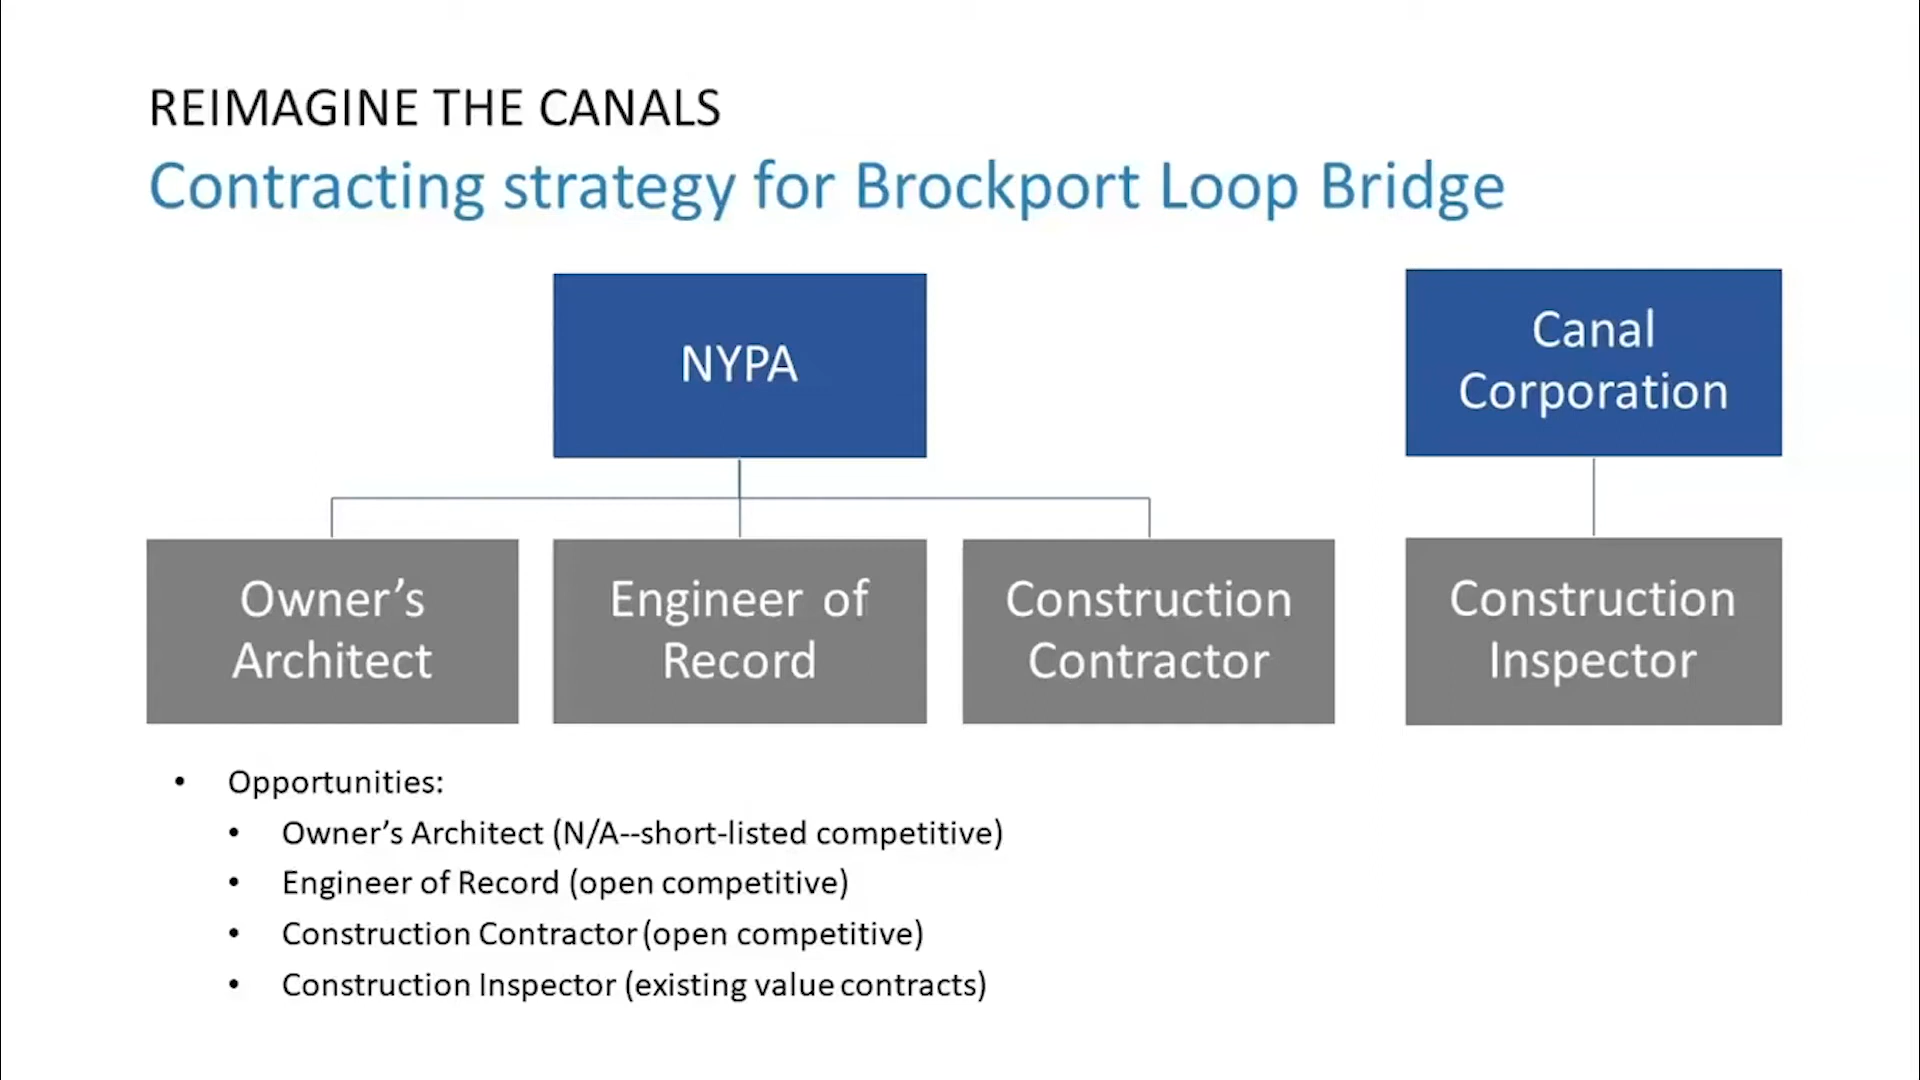 REIMAGINE THE CANALS
Contracting strategy for Brockport Loop Bridge
NYPA
Canal
Corporation
Owner’s
Architect
Engineer of
Record
Construction
Contractor
Construction
Inspector
• Opportunities:
• Owner’s Architect (N/A--short-listed competitive)
• Engineer of Record (open competitive)
• Construction Contractor (open competitive)
• Construction Inspector (existing value contracts)